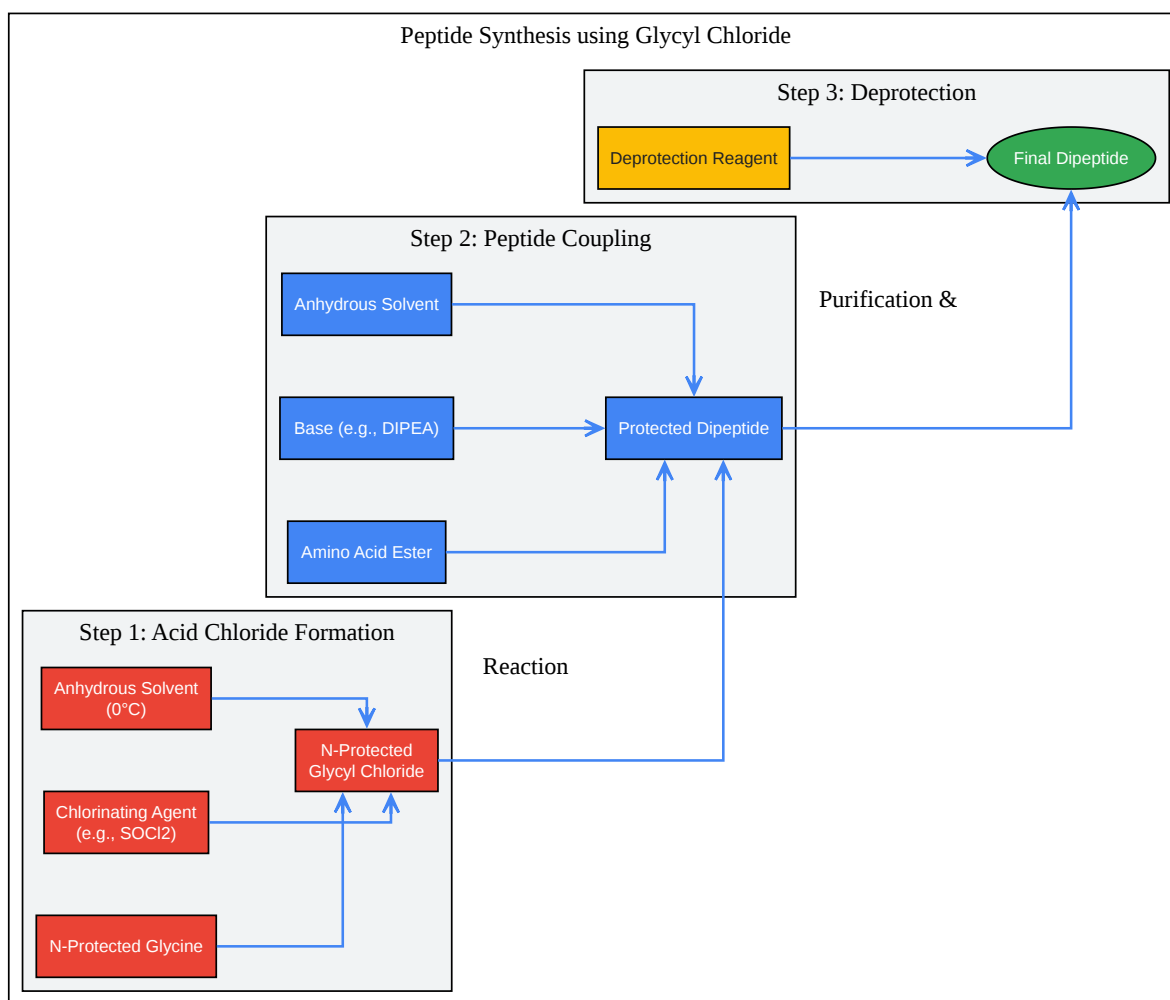 Peptide Synthesis using Glycyl Chloride
Step 3: Deprotection
Deprotection Reagent
Final Dipeptide
Step 2: Peptide Coupling
Anhydrous Solvent
Purification &
Base (e.g., DIPEA)
Protected Dipeptide
Amino Acid Ester
Step 1: Acid Chloride Formation
Reaction
Anhydrous Solvent
(0°C)
N-Protected
Glycyl Chloride
Chlorinating Agent
(e.g., SOCl2)
N-Protected Glycine